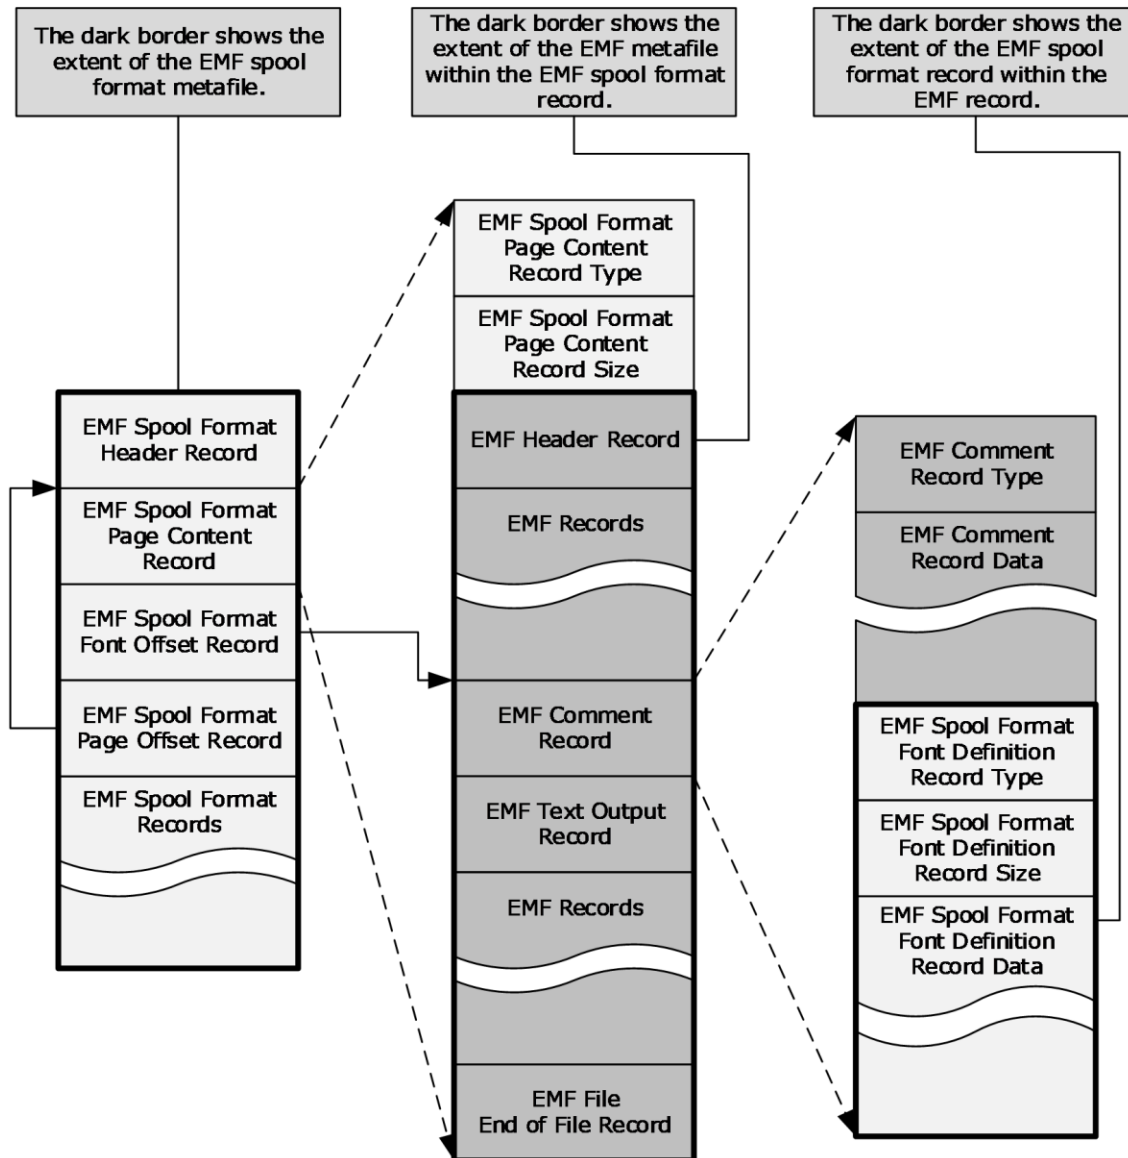 The dark border shows the
extent of the EMF spool
format metafile.
The dark border shows the
extent of the EMF metafile
within the EMF spool format
record.
The dark border shows the
extent of the EMF spool
format record within the
EMF record.
EMF Spool Format
Header Record
EMF Spool Format
Page Content
Record
EMF Spool Format
Font Offset Record
EMF Spool Format
Page Offset Record
EMF Spool Format
Records
EMF Spool Format
Page Content
Record Type
EMF Spool Format
Page Content
Record Size
EMF Header Record
EMF Records
EMF Comment
Record
EMF Text Output
Record
EMF Records
EMF File
End of File Record
EMF Comment
Record Type
EMF Comment
Record Data
EMF Spool Format
Font Definition
Record Type
EMF Spool Format
Font Definition
Record Size
EMF Spool Format
Font Definition
Record Data